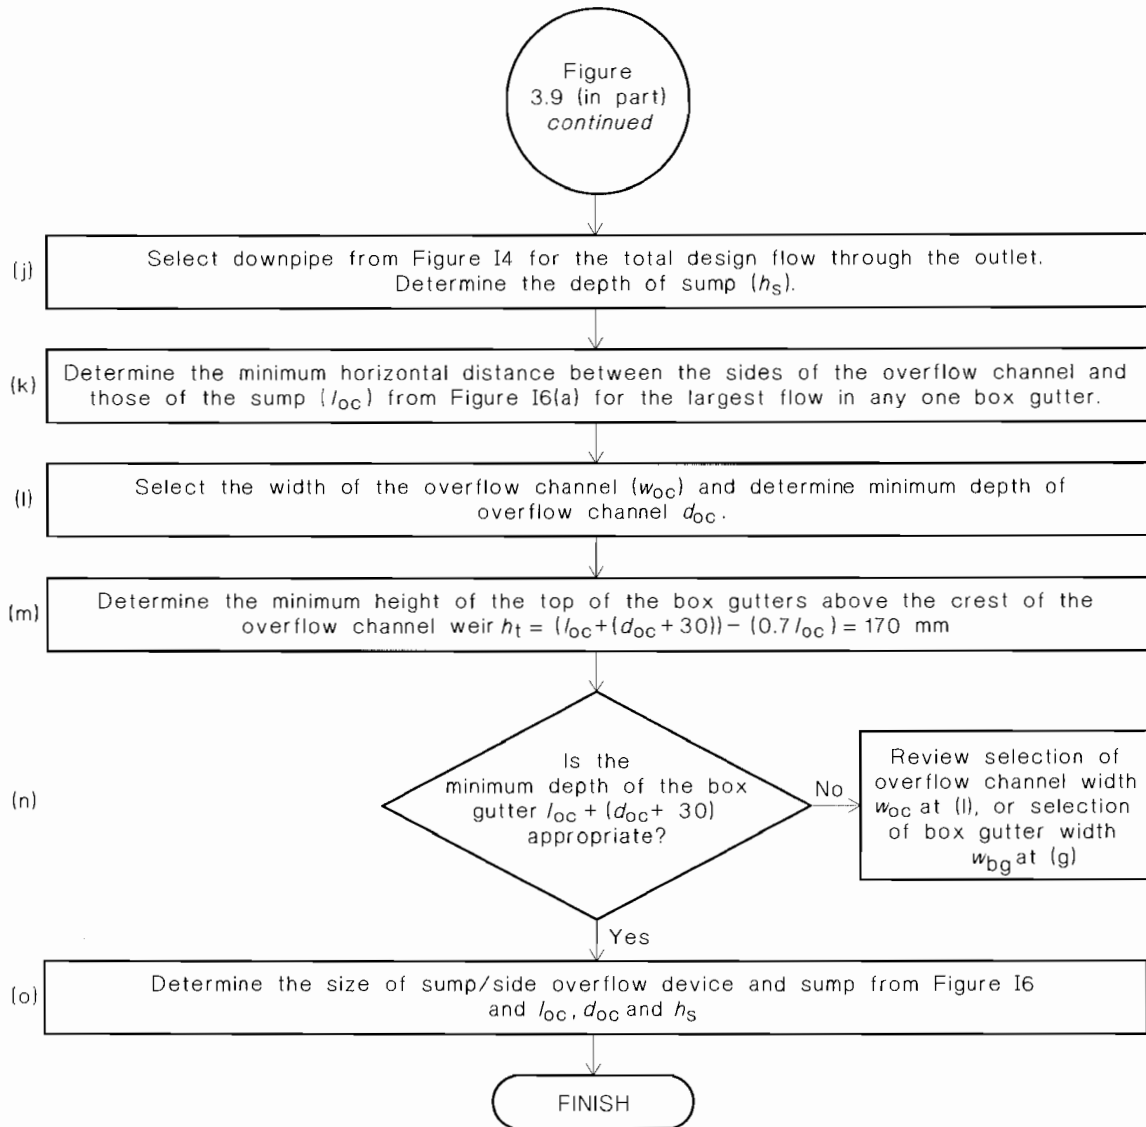 Figure
3.9 (in part)
continued
(j)
Select downpipe from Figure I4 for the total design flow through the outlet.
Determine the depth of sump (hs).
(k)
Determine the minimum horizontal distance between the sides of the overflow channel and
those of the sump (loc) from Figure I6(a) for the largest flow in any one box gutter.
(l)
Select the width of the overflow channel (woc) and determine minimum depth of
overflow channel doc.
(m)
Determine the minimum height of the top of the box gutters above the crest of the
overflow channel weir ht = (loc+(doc+30))−(0.7loc) = 170 mm
(n)
Is the
minimum depth of the box
gutter loc + (doc+ 30)
appropriate?
No
Review selection of
overflow channel width
woc at (l), or selection
of box gutter width
wbg at (g)
Yes
(o)
Determine the size of sump/side overflow device and sump from Figure I6
and loc, doc and hs
FINISH